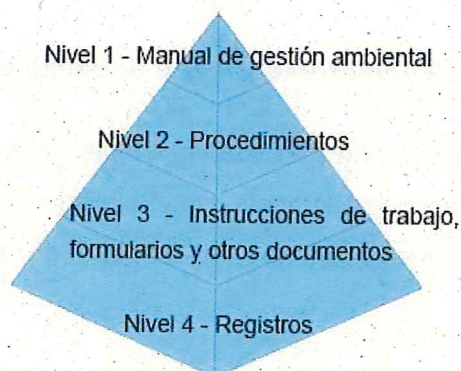 Nivel 1 - Manual de gestión ambiental
Nivel 2 - Procedimientos
Nivel 3 - Instrucciones de trabajo,
formularios y otros documentos
Nivel 4 - Registros